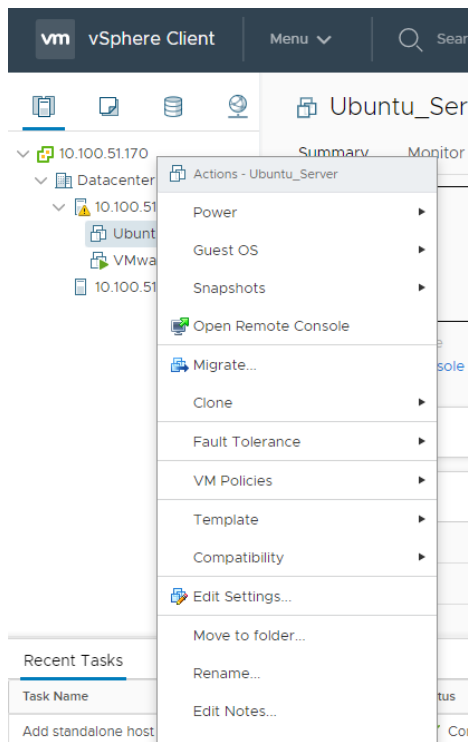 vm vSphere Client Menu
Ubuntu_Ser
Summary Monitor
10.100.51.170
Datacenter
10.100.51
Ubunt
VMwa
10.100.51
Actions - Ubuntu_Server
Power
Guest OS
Snapshots
Open Remote Console
Migrate...
sole
Clone
Fault Tolerance
VM Policies
Template
Compatibility
Edit Settings...
Move to folder...
Rename...
Edit Notes...
Recent Tasks
Task Name tus
Add standalone host